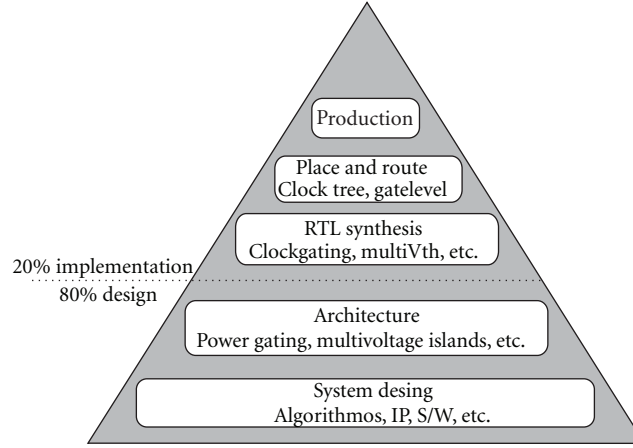 Production
Place and route
Clock tree, gatelevel
RTL synthesis
Clockgating, multiVth, etc.
20% implementation
80% design
Architecture
Power gating, multivoltage islands, etc.
System desing
Algorithmos, IP, S/W, etc.